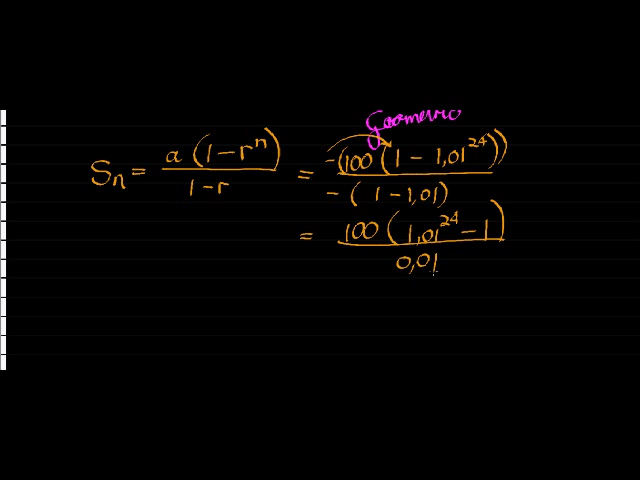 Geometric
Sn = a (1 - r^n) / 1 - r = -(100 (1 - 1,01^24)) / - (1 - 1,01)
= 100 (1,01^24 - 1) / 0,01